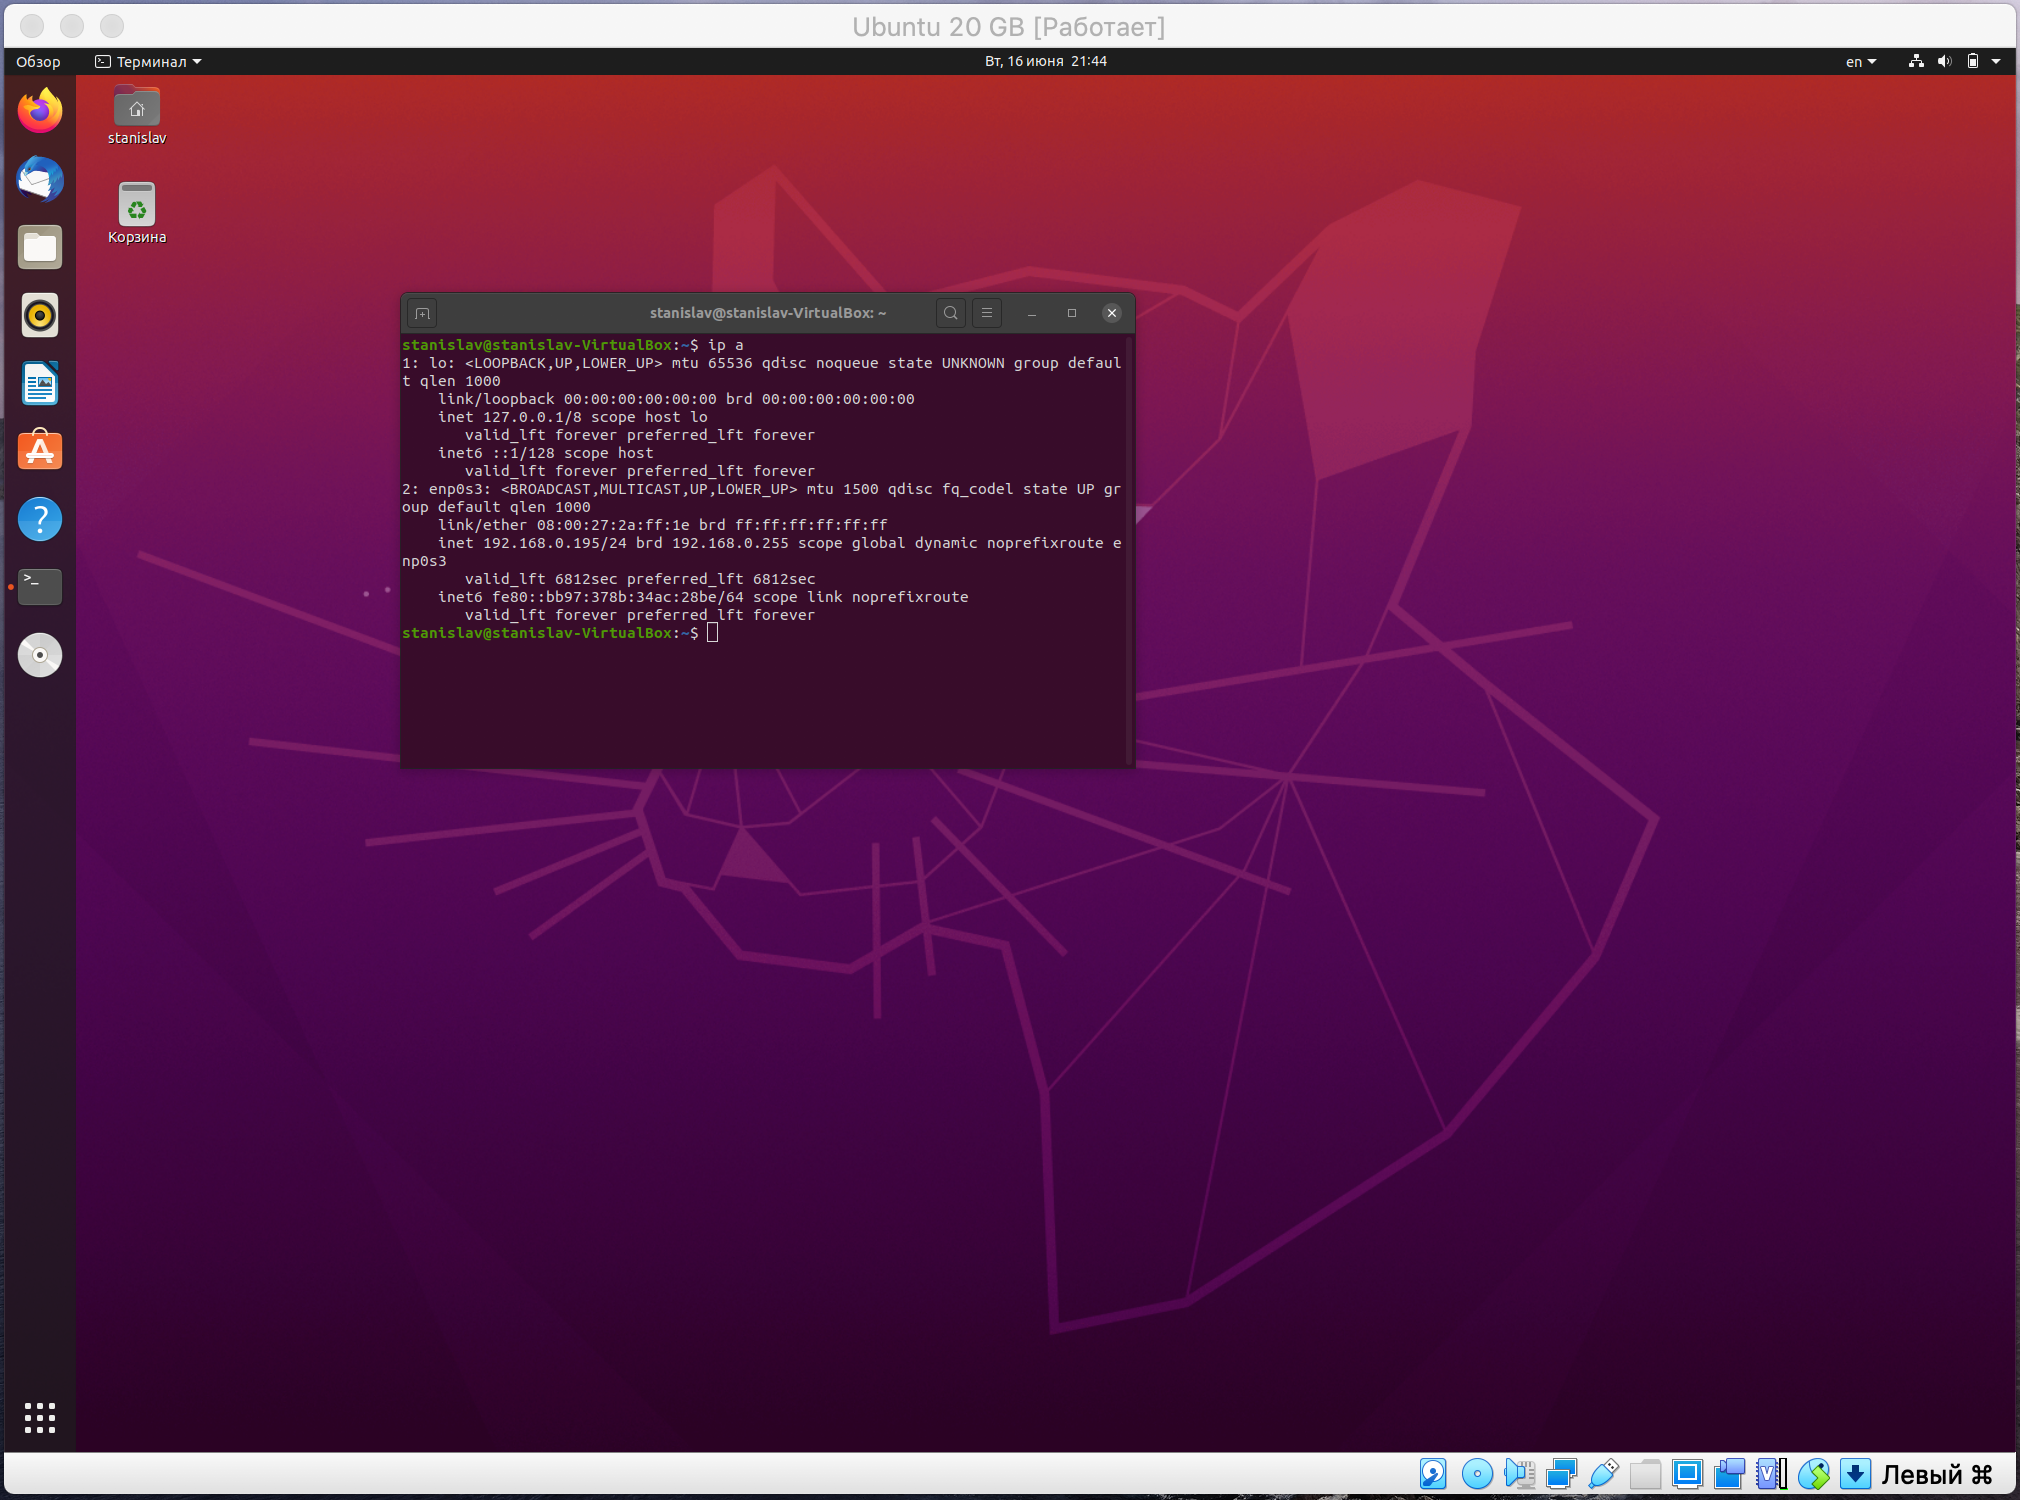 Ubuntu 20 GB [Работает]
Обзор
Терминал
Вт, 16 июня 21:44
en
stanislav
Корзина
stanislav@stanislav-VirtualBox: ~
stanislav@stanislav-VirtualBox:~$ ip a
1: lo: <LOOPBACK,UP,LOWER_UP> mtu 65536 qdisc noqueue state UNKNOWN group defaul
t qlen 1000
link/loopback 00:00:00:00:00:00 brd 00:00:00:00:00:00
inet 127.0.0.1/8 scope host lo
valid_lft forever preferred_lft forever
inet6 ::1/128 scope host
valid_lft forever preferred_lft forever
2: enp0s3: <BROADCAST,MULTICAST,UP,LOWER_UP> mtu 1500 qdisc fq_codel state UP gr
oup default qlen 1000
link/ether 08:00:27:2a:ff:1e brd ff:ff:ff:ff:ff:ff
inet 192.168.0.195/24 brd 192.168.0.255 scope global dynamic noprefixroute e
np0s3
valid_lft 6812sec preferred_lft 6812sec
inet6 fe80::bb97:378b:34ac:28be/64 scope link noprefixroute
valid_lft forever preferred_lft forever
stanislav@stanislav-VirtualBox:~$
Левый ⌘